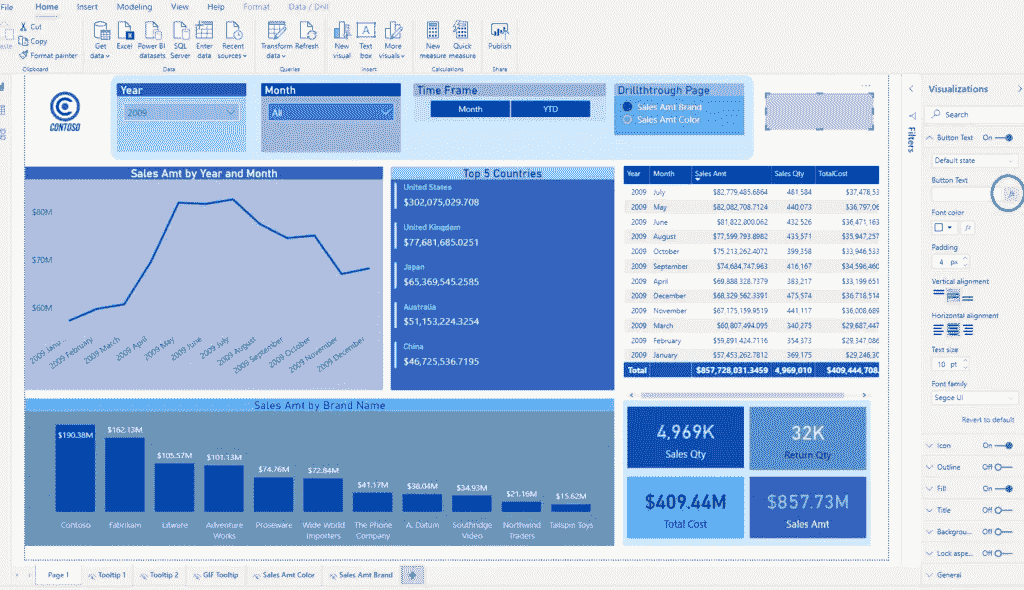 File Home Insert Modeling View Help Format Data / Drill
Cut
Copy
Format painter
Clipboard
Get data
Excel
Power BI datasets
SQL Server
Enter data
Recent sources
Data
Transform data
Refresh
Queries
New visual
Text box
More visuals
Insert
New measure
Quick measure
Calculations
Publish
Share
CONTOSO
Year
2009
Month
All
Time Frame
Month YTD
Drillthtrough Page
Sales Amt Brand
Sales Amt Color
Sales Amt by Year and Month
$80M
$70M
$60M
2009 February
2009 March
2009 April
2009 May
2009 June
2009 July
2009 August
2009 September
2009 October
2009 November
2009 December
Top 5 Countries
United States
$302,075,029.708
United Kingdom
$77,681,685.0251
Japan
$65,369,545.2585
Australia
$51,153,224.3254
China
$46,725,536.7195
Year Month Sales Amt Sales Qty TotalCost
2009 July $82,779,485.6864 481,584 $37,478,53
2009 May $82,082,708.7124 440,073 $36,797,06
2009 June $81,822,800.062 432,526 $36,471,163
2009 August $77,599,793.8982 435,571 $35,947,257
2009 October $75,213,262.4072 399,358 $33,946,533
2009 September $74,684,747.963 416,167 $34,596,460
2009 April $69,888,328.7379 383,217 $33,199,651
2009 December $68,329,562.3391 475,574 $36,718,514
2009 November $67,175,159.9519 441,117 $36,008,689
2009 March $60,807,494.095 340,275 $29,687,447
2009 February $59,891,424.7116 354,373 $29,347,086
2009 January $57,453,262.7812 369,175 $29,246,30
Total $857,728,031.3459 4,969,010 $409,444,708.
Sales Amt by Brand Name
$190.38M
$162.13M
$105.57M
$101.13M
$74.76M
$72.84M
$41.17M
$38.04M
$34.93M
$21.16M
$15.62M
Contoso
Fabrikam
Litware
Adventure Works
Proseware
Wide World Importers
The Phone Company
A. Datum
Southridge Video
Northwind Traders
Tailspin Toys
4,969K
Sales Qty
32K
Return Qty
$409.44M
Total Cost
$857.73M
Sales Amt
Filters
Visualizations
Search
Button Text On
Default state
Button Text
fx
Font color
fx
Padding
4 px
Vertical alignment
Horizontal alignment
Text size
10 pt
Font family
Segoe UI
Revert to default
Icon On
Outline Off
Fill On
Title Off
Backgrou... Off
Lock aspe... Off
General
Page 1 Tooltip 1 Tooltip 2 GIF Tooltip Sales Amt Color Sales Amt Brand